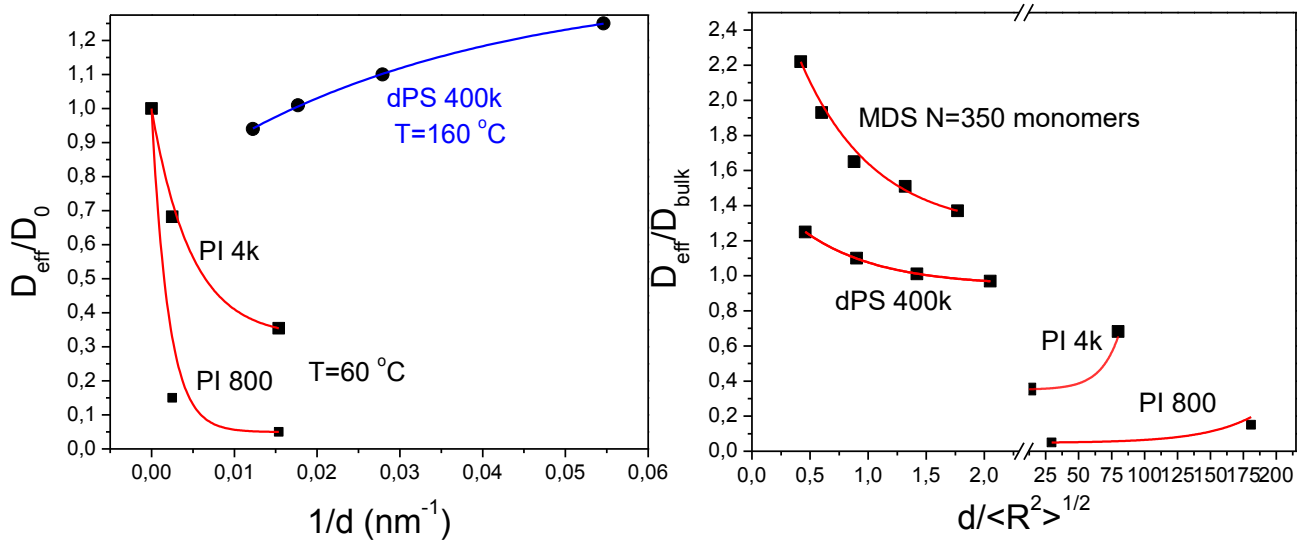 D_eff/D_0
1,2
1,1
1,0
0,9
0,8
0,7
0,6
0,5
0,4
0,3
0,2
0,1
0,0
dPS 400k
T=160 °C
PI 4k
PI 800
T=60 °C
0,00 0,01 0,02 0,03 0,04 0,05 0,06
1/d (nm⁻¹)
D_eff/D_bulk
2,4
2,2
2,0
1,8
1,6
1,4
1,2
1,0
0,8
0,6
0,4
0,2
0,0
MDS N=350 monomers
dPS 400k
PI 4k
PI 800
0,0 0,5 1,0 1,5 2,0 25 50 75 100 125 150 175 200
d/<R²>^1/2